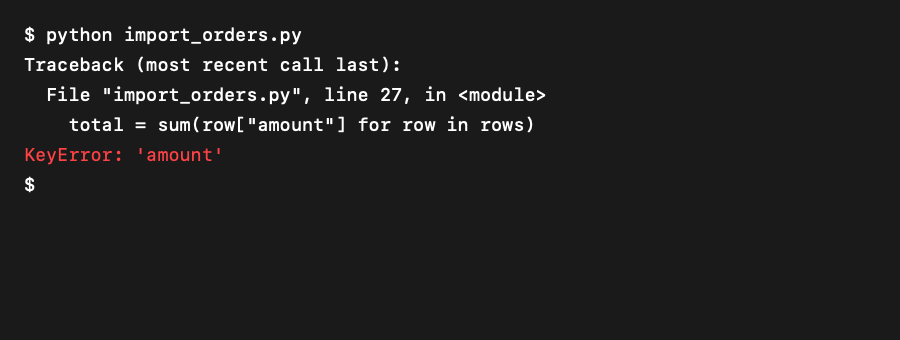 $ python import_orders.py
Traceback (most recent call last):
  File "import_orders.py", line 27, in <module>
    total = sum(row["amount"] for row in rows)
KeyError: 'amount'
$